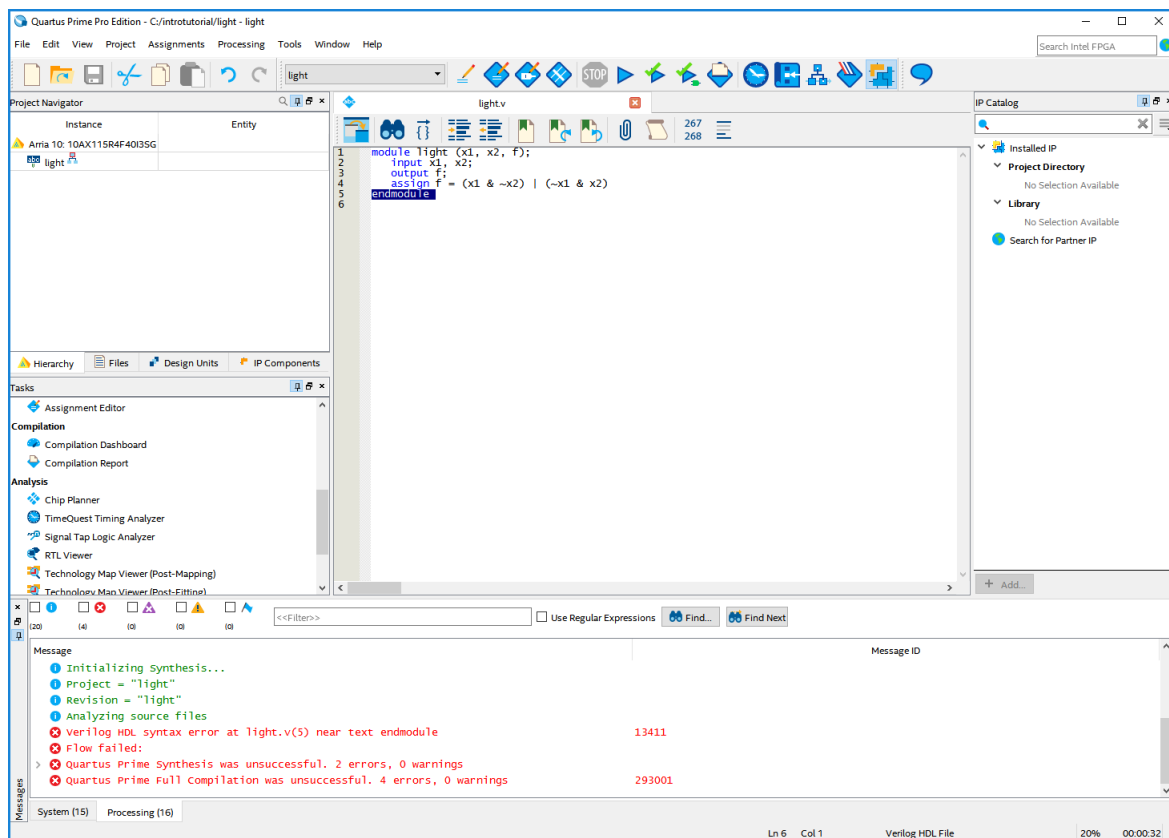 Quartus Prime Pro Edition - C:/introtutorial/light - light
File Edit View Project Assignments Processing Tools Window Help
Search Intel FPGA
light
STOP
Project Navigator
Instance Entity
Arria 10: 10AX115R4F40I3SG
abc light
Hierarchy Files Design Units IP Components
Tasks
Assignment Editor
Compilation
Compilation Dashboard
Compilation Report
Analysis
Chip Planner
TimeQuest Timing Analyzer
Signal Tap Logic Analyzer
RTL Viewer
Technology Map Viewer (Post-Mapping)
Technology Map Viewer (Post-Fitting)
light.v
267
268
1 module light (x1, x2, f);
2 input x1, x2;
3 output f;
4 assign f = (x1 & ~x2) | (~x1 & x2)
5 endmodule
6
IP Catalog
Installed IP
Project Directory
No Selection Available
Library
No Selection Available
Search for Partner IP
+ Add...
(20) (4) (0) (0) (0)
<<Filter>> Use Regular Expressions Find... Find Next
Message Message ID
Initializing Synthesis...
Project = "light"
Revision = "light"
Analyzing source files
Verilog HDL syntax error at light.v(5) near text endmodule 13411
Flow failed:
Quartus Prime Synthesis was unsuccessful. 2 errors, 0 warnings
Quartus Prime Full Compilation was unsuccessful. 4 errors, 0 warnings 293001
Messages
System (15) Processing (16)
Ln 6 Col 1 Verilog HDL File 20% 00:00:32